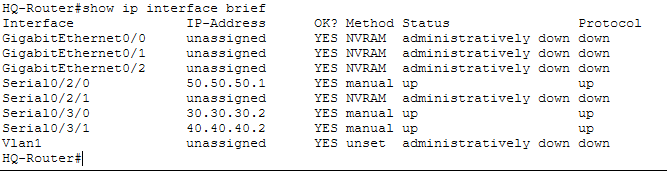 HQ-Router#show ip interface brief
Interface IP-Address OK? Method Status Protocol
GigabitEthernet0/0 unassigned YES NVRAM administratively down down
GigabitEthernet0/1 unassigned YES NVRAM administratively down down
GigabitEthernet0/2 unassigned YES NVRAM administratively down down
Serial0/2/0 50.50.50.1 YES manual up up
Serial0/2/1 unassigned YES NVRAM administratively down down
Serial0/3/0 30.30.30.2 YES manual up up
Serial0/3/1 40.40.40.2 YES manual up up
Vlan1 unassigned YES unset administratively down down
HQ-Router#